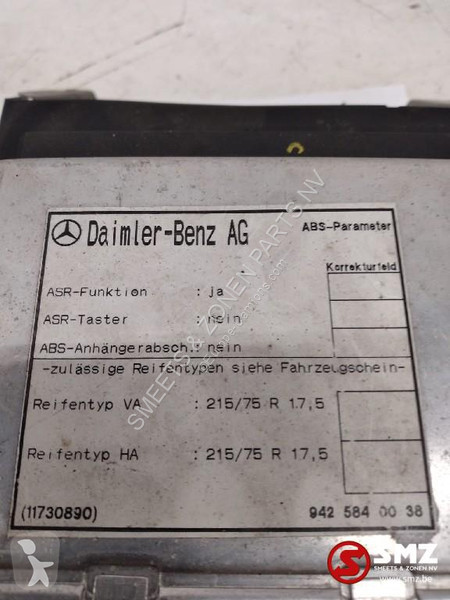 Daimler-Benz AG
ABS-Parameter
Korrekturfeld
ASR-Funktion : ja
ASR-Taster : nein
ABS-Anhängerabsch.: nein
-zulässige Reifentypen siehe Fahrzeugschein-
Reifentyp VA : 215/75 R 17,5
Reifentyp HA : 215/75 R 17,5
(11730890)
942 584 00 38
SMEETS & ZONEN PARTS NV
SMZ
SMEETS & ZONEN
PARTS NV